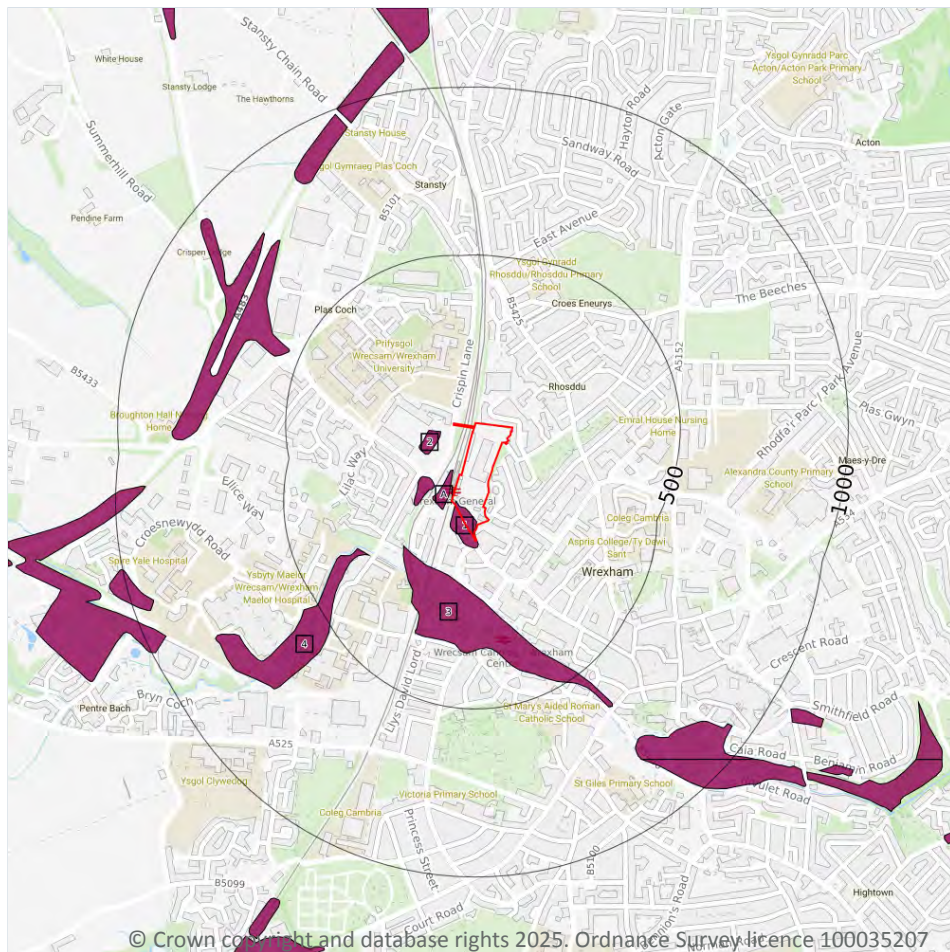 White House
Stansty Chain Road
Ysgol Gynradd Parc
Acton/Acton Park Primary
School
Stansty Lodge
The Hawthorns
Haytor Road
Acton Gate
Summerhill Road
Stansty House
Sandway Road
Acton
gol Gymraeg Plas Coch
Stansty
Pendine Farm
B5101
East Avenue
Crispen
Ysgol Gynradd
Rhosddu/Rhosddu Primary
School
The Beeches
A483
Plas Coch
Croes Eneurys
B5425
A5152
Prifysgol
Wrecsam/Wrexham
University
Crispin Lane
B5433
Rhosddu
Rhodfa'r Parc / Park Avenue
Plas Gwyn
Broughton Hall
Home
Emral House Nursing
Home
2
Lilac Way
Maes-y-Dre
Alexandra County Primary
School
500
1000
Ellice Way
A
General
Croesnewydd Road
1
Coleg Cambria
Aspris College/Ty Dewi
Sant
Spire Yale Hospital
Ysbyty Maelor
Wrecsam/Wrexham
Maelor Hospital
Wrexham
3
4
Crescent Road
Bryn Coch
Llys David Lord
Smithfield Road
Pentre Bach
St Mary's Aided Roman
Catholic School
A525
Caia Road
Benjamin Road
Ysgol Clywedog
St Giles Primary School
Victoria Primary School
Coleg Cambria
Princess Street
B5100
B5099
Hightown
Court Road
© Crown copyright and database rights 2025. Ordnance Survey licence 100035207